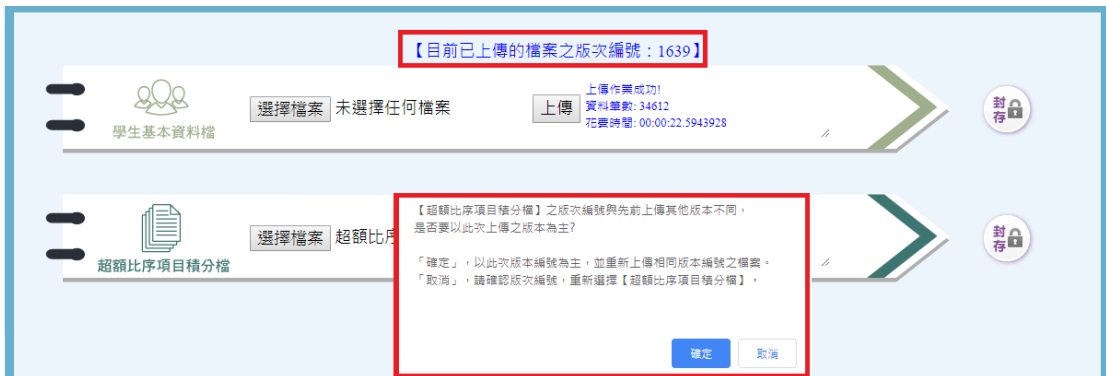 【目前已上傳的檔案之版次編號：1639】
學生基本資料檔
選擇檔案 未選擇任何檔案
上傳
上傳作業成功!
資料筆數: 34612
花費時間: 00:00:22.5943928
封存
超額比序項目積分檔
選擇檔案 超額比序
【超額比序項目積分檔】之版次編號與先前上傳其他版本不同，
是否要以此次上傳之版本為主?
「確定」，以此次版本編號為主，並重新上傳相同版本編號之檔案。
「取消」，請確認版次編號，重新選擇【超額比序項目積分檔】。
確定
取消
封存